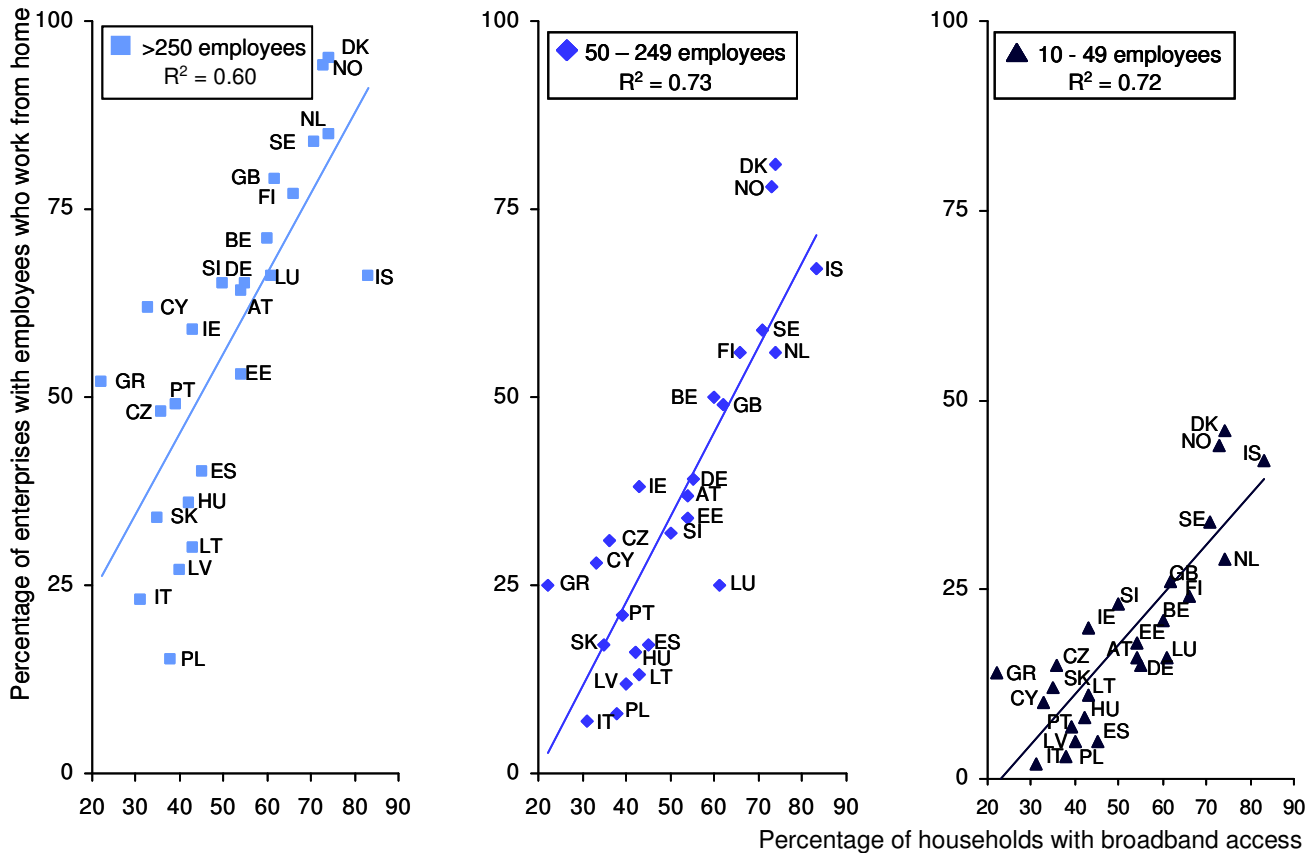 Percentage of enterprises with employees who work from home
100
75
50
25
0
20 30 40 50 60 70 80 90
>250 employees
R² = 0.60
DK
NO
NL
SE
GB
FI
BE
SI DE
LU
IS
CY
AT
IE
EE
GR
PT
CZ
ES
HU
SK
LT
LV
IT
PL
100
75
50
25
0
20 30 40 50 60 70 80 90
50 – 249 employees
R² = 0.73
DK
NO
IS
SE
FI
NL
BE
GB
DE
IE
AT
EE
SI
CZ
CY
GR
LU
PT
SK
ES
HU
LT
LV
PL
IT
100
75
50
25
0
20 30 40 50 60 70 80 90
10 - 49 employees
R² = 0.72
DK
NO
IS
SE
NL
GB
FI
SI
BE
IE
EE
AT
LU
CZ
DE
GR
SK
LT
CY
HU
PT
ES
LV
IT
PL
Percentage of households with broadband access